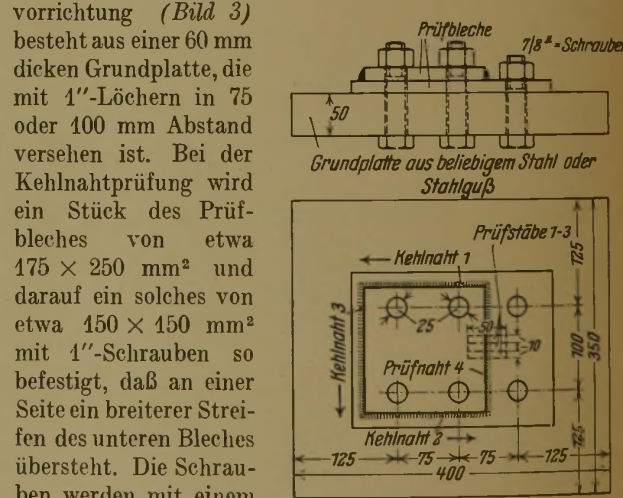 vorrichtung (Bild 3)
besteht aus einer 60 mm
dicken Grundplatte, die
mit 1″-Löchern in 75
oder 100 mm Abstand
versehen ist. Bei der
Kehlnahtprüfung wird
ein Stück des Prüf-
bleches von etwa
175 × 250 mm² und
darauf ein solches von
etwa 150 × 150 mm²
mit 1″-Schrauben so
befestigt, daß an einer
Seite ein breiterer Strei-
fen des unteren Bleches
übersteht. Die Schrau-
ben werden mit einem
Prüfbleche
7/8"-Schrauben
50
Grundplatte aus beliebigem Stahl oder
Stahlguß
Prüfstäbe 1-3
Kehlnaht 1
Kehlnaht 3
25
50
10
Prüfnaht 4
Kehlnaht 2
125
100
350
125
125
75
75
125
400